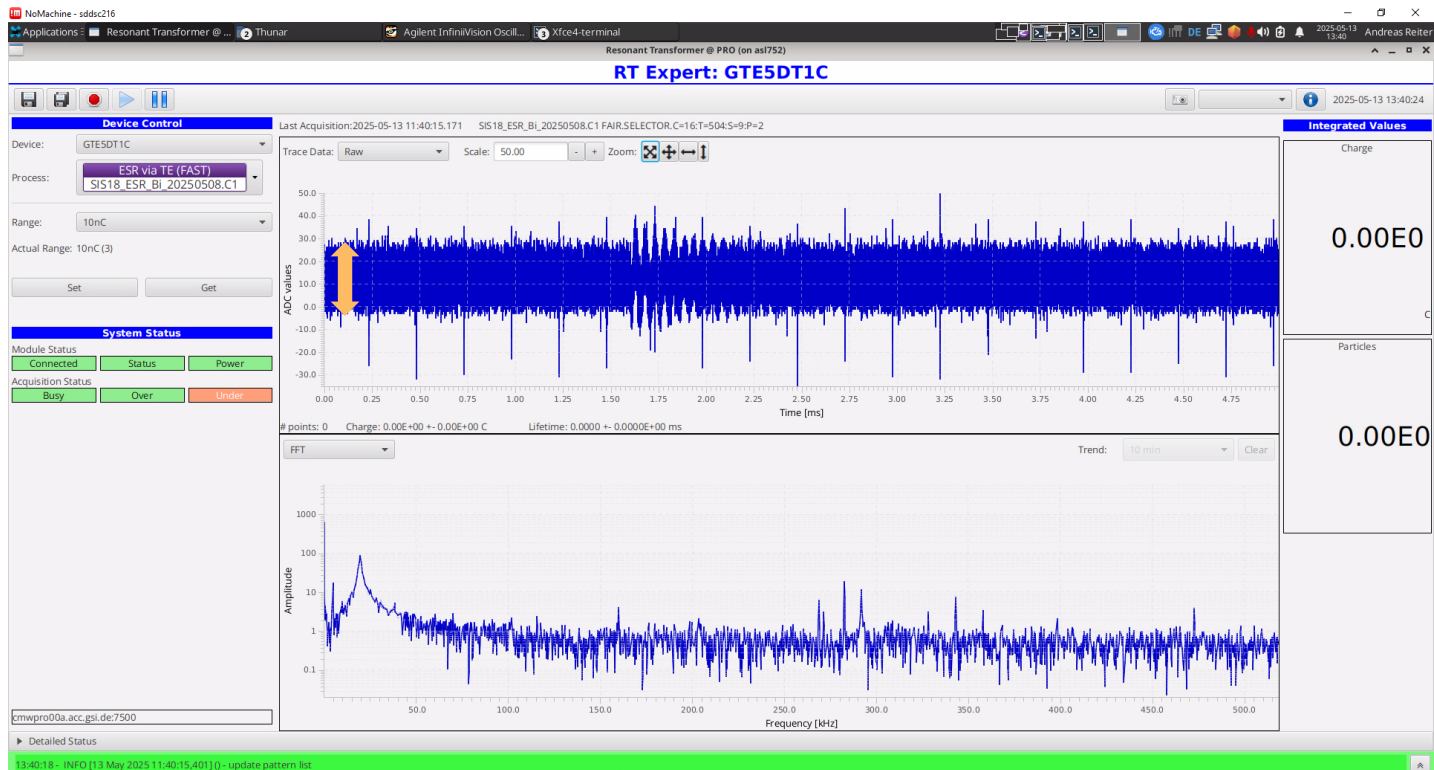 NoMachine - sddsc216
Applications Resonant Transformer @ ... 2 Thunar Agilent InfiniiVision Oscill... 3 Xfce4-terminal DE 2025-05-13 13:40 Andreas Reiter
Resonant Transformer @ PRO (on asl752)
RT Expert: GTE5DT1C
2025-05-13 13:40:24
Device Control
Device: GTE5DT1C
Process: ESR via TE (FAST)
SIS18_ESR_Bi_20250508.C1
Range: 10nC
Actual Range: 10nC (3)
Set Get
System Status
Module Status
Connected Status Power
Acquisition Status
Busy Over Under
cmwpro00a.acc.gsi.de:7500
Last Acquisition:2025-05-13 11:40:15.171 SIS18_ESR_Bi_20250508.C1 FAIR.SELECTOR.C=16:T=504:S=9:P=2
Trace Data: Raw Scale: 50.00 - + Zoom:
50.0
40.0
30.0
20.0
10.0
0.0
-10.0
-20.0
-30.0
ADC values
0.00 0.25 0.50 0.75 1.00 1.25 1.50 1.75 2.00 2.25 2.50 2.75 3.00 3.25 3.50 3.75 4.00 4.25 4.50 4.75
Time [ms]
# points: 0 Charge: 0.00E+00 +- 0.00E+00 C Lifetime: 0.0000 +- 0.0000E+00 ms
FFT Trend: 10 min Clear
1000
100
10
1
0.1
Amplitude
50.0 100.0 150.0 200.0 250.0 300.0 350.0 400.0 450.0 500.0
Frequency [kHz]
Integrated Values
Charge
0.00E0
C
Particles
0.00E0
Detailed Status
13:40:18 - INFO [13 May 2025 11:40:15,401] () - update pattern list